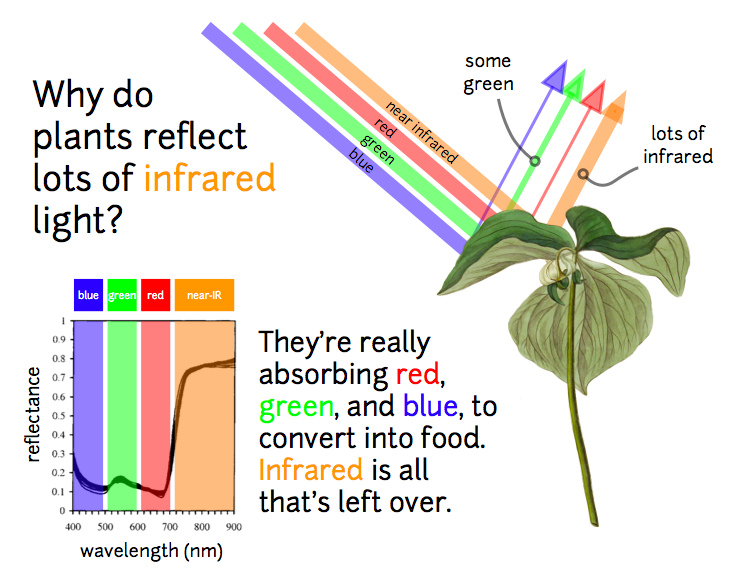 Why do
plants reflect
lots of infrared
light?
near infrared
red
green
blue
some
green
lots of
infrared
blue
green
red
near-IR
1
0.9
0.8
0.7
0.6
0.5
0.4
0.3
0.2
0.1
0
reflectance
400 500 600 700 800 900
wavelength (nm)
They're really
absorbing red,
green, and blue, to
convert into food.
Infrared is all
that's left over.